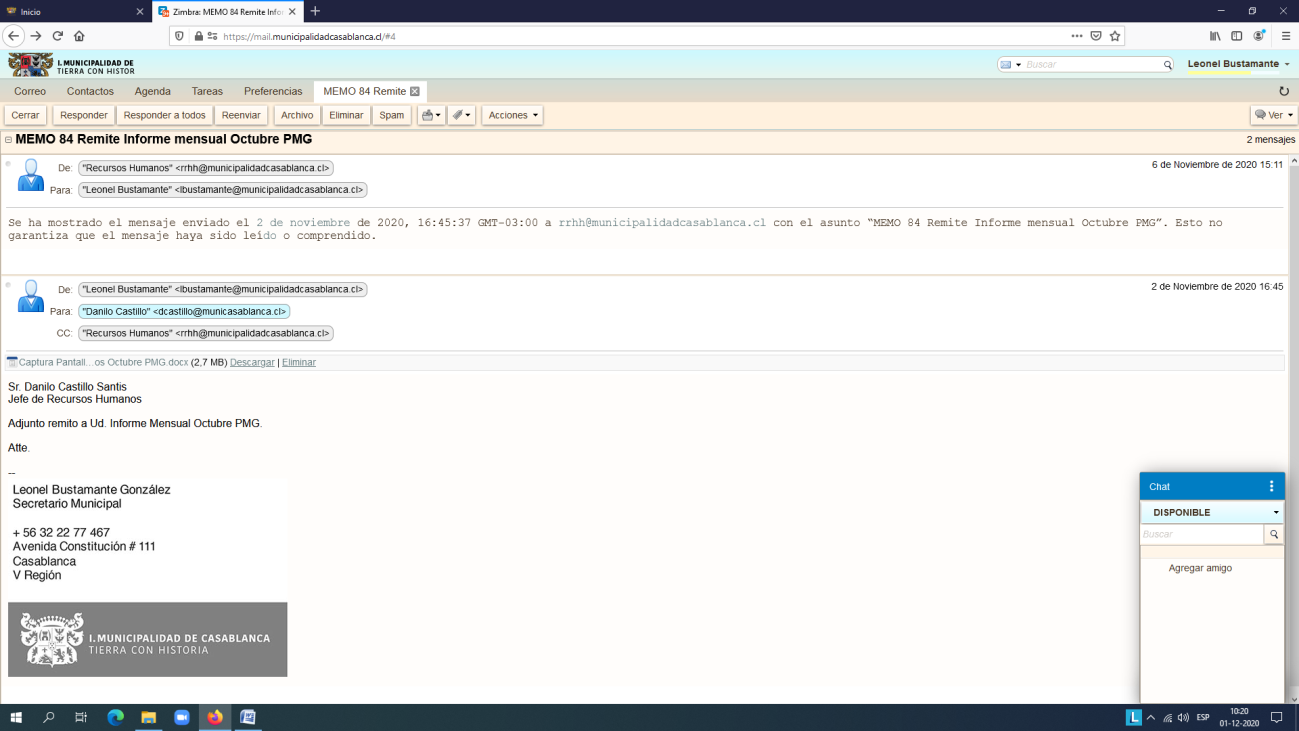 Inicio
Zimbra: MEMO 84 Remite Info
https://mail.municipalidadcasablanca.cl/#4
I. MUNICIPALIDAD DE
TIERRA CON HISTOR
Buscar
Leonel Bustamante
Correo Contactos Agenda Tareas Preferencias MEMO 84 Remite
Cerrar Responder Responder a todos Reenviar Archivo Eliminar Spam Acciones Ver
MEMO 84 Remite Informe mensual Octubre PMG 2 mensajes
De: "Recursos Humanos" <rrhh@municipalidadcasablanca.cl> 6 de Noviembre de 2020 15:11
Para: "Leonel Bustamante" <lbustamante@municipalidadcasablanca.cl>
Se ha mostrado el mensaje enviado el 2 de noviembre de 2020, 16:45:37 GMT-03:00 a rrhh@municipalidadcasablanca.cl con el asunto “MEMO 84 Remite Informe mensual Octubre PMG”. Esto no
garantiza que el mensaje haya sido leído o comprendido.
De: "Leonel Bustamante" <lbustamante@municipalidadcasablanca.cl> 2 de Noviembre de 2020 16:45
Para: "Danilo Castillo" <dcastillo@municasablanca.cl>
CC: "Recursos Humanos" <rrhh@municipalidadcasablanca.cl>
Captura Pantall...os Octubre PMG.docx (2,7 MB) Descargar | Eliminar
Sr. Danilo Castillo Santis
Jefe de Recursos Humanos
Adjunto remito a Ud. Informe Mensual Octubre PMG.
Atte.
--
Leonel Bustamante González
Secretario Municipal
+ 56 32 22 77 467
Avenida Constitución # 111
Casablanca
V Región
I. MUNICIPALIDAD DE CASABLANCA
TIERRA CON HISTORIA
Chat
DISPONIBLE
Buscar
Agregar amigo
L ESP 10:20
01-12-2020